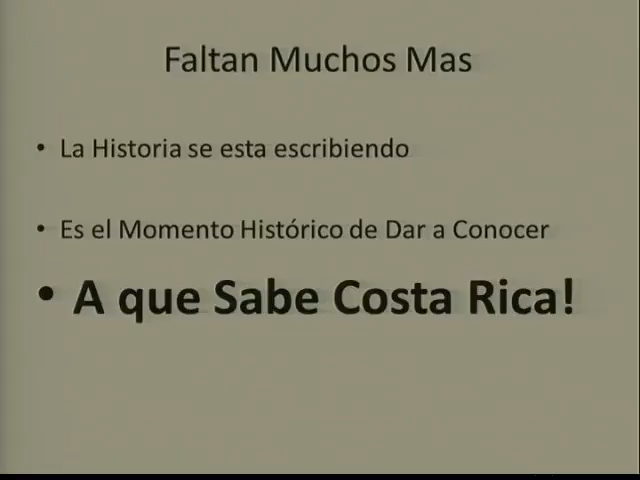 Faltan Muchos Mas
• La Historia se esta escribiendo
• Es el Momento Histórico de Dar a Conocer
• A que Sabe Costa Rica!